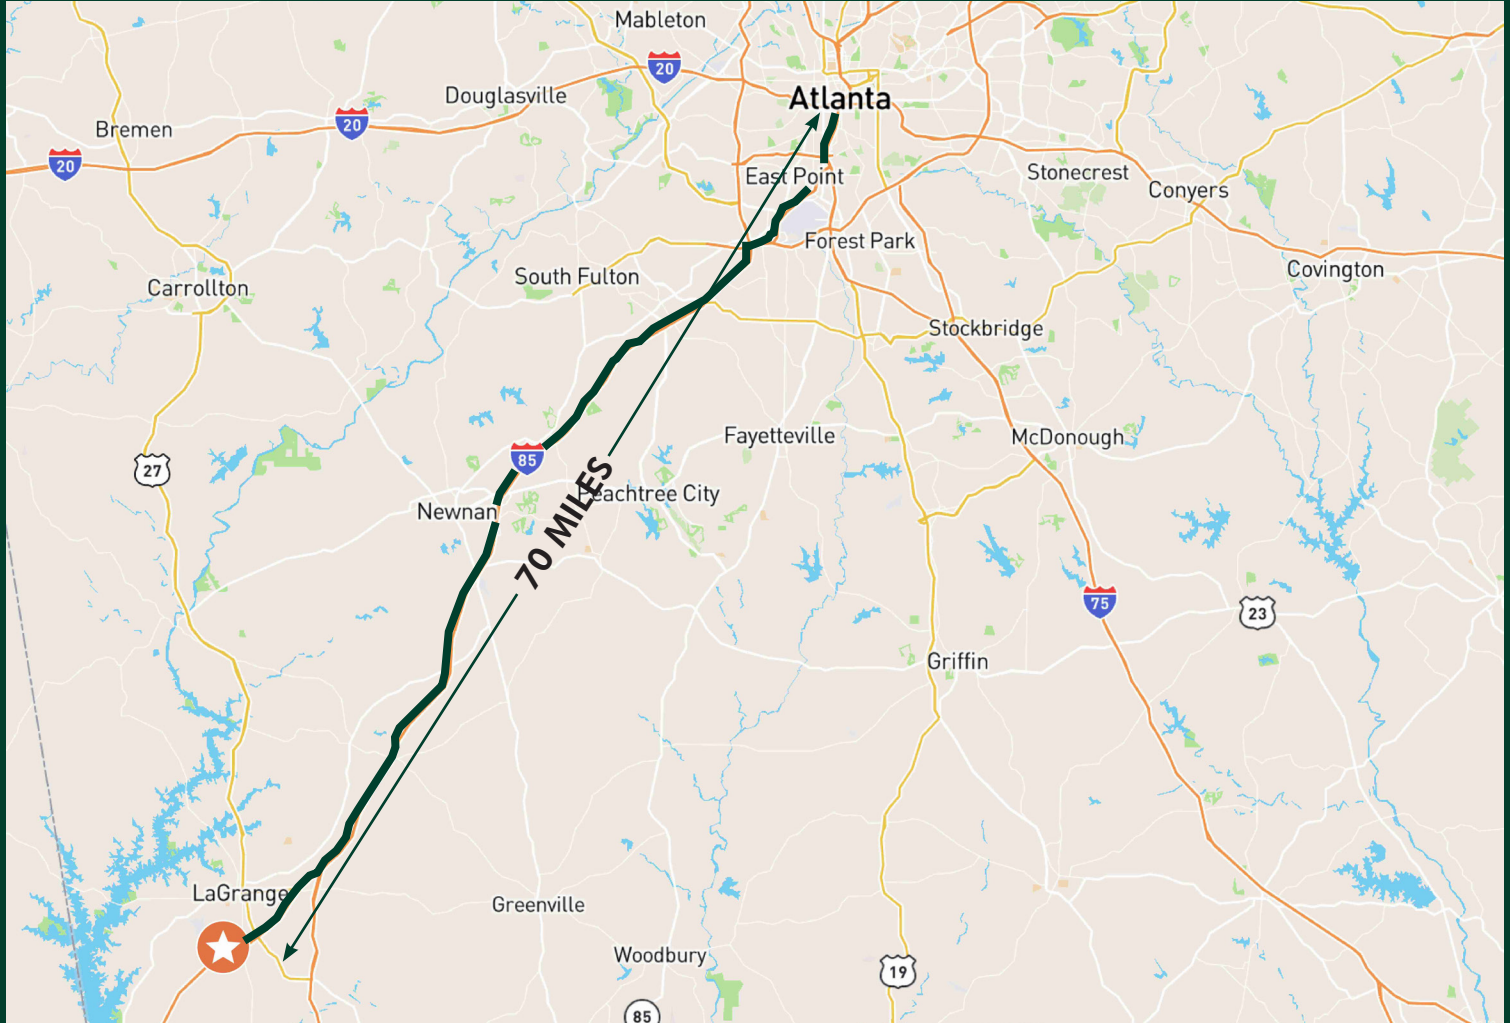 Mableton
20
Douglasville
Atlanta
20
Bremen
20
East Point
Stonecrest
Conyers
Forest Park
Covington
South Fulton
Carrollton
Stockbridge
Fayetteville
McDonough
85
27
70 MILES
Peachtree City
Newnan
75
23
Griffin
LaGrange
Greenville
Woodbury
19
85